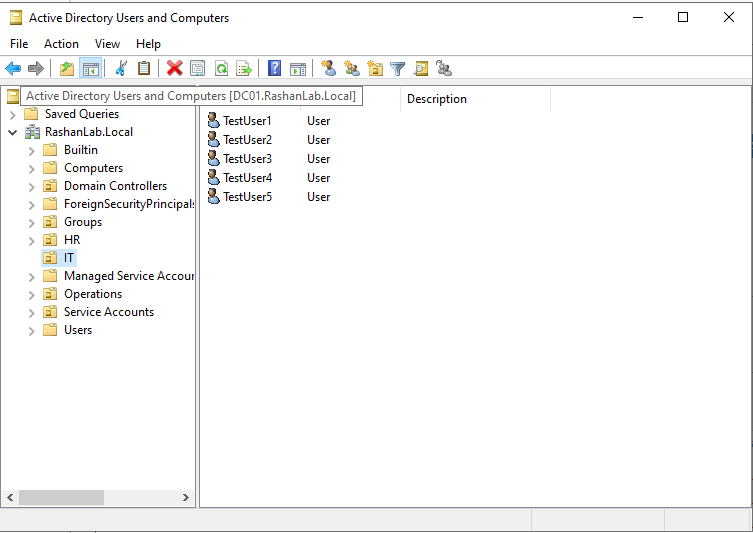 Active Directory Users and Computers
File Action View Help
Active Directory Users and Computers [DC01.RashanLab.Local]
Description
Saved Queries
RashanLab.Local
Builtin
Computers
Domain Controllers
ForeignSecurityPrincipals
Groups
HR
IT
Managed Service Accour
Operations
Service Accounts
Users
TestUser1 User
TestUser2 User
TestUser3 User
TestUser4 User
TestUser5 User